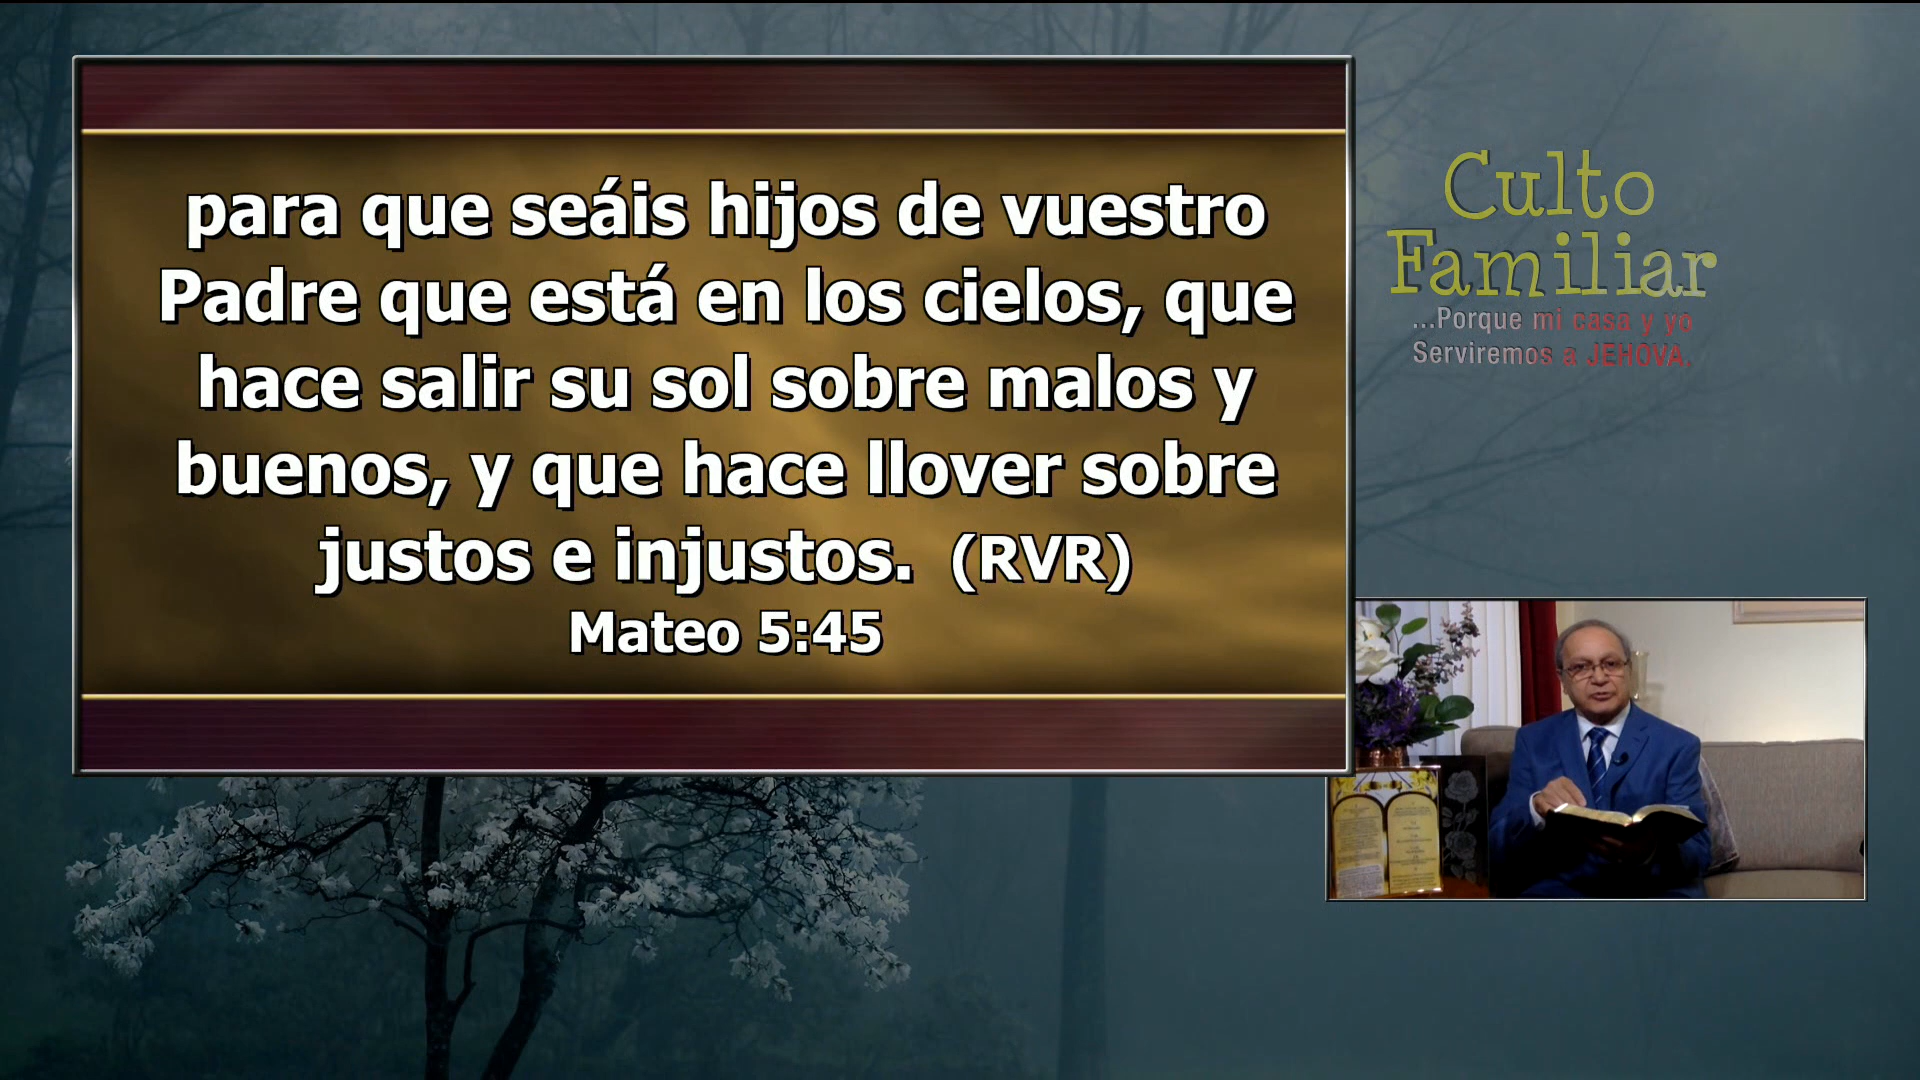 para que seáis hijos de vuestro
Padre que está en los cielos, que
hace salir su sol sobre malos y
buenos, y que hace llover sobre
justos e injustos. (RVR)
Mateo 5:45
Culto
Familiar
...Porque mi casa y yo
Serviremos a JEHOVA.